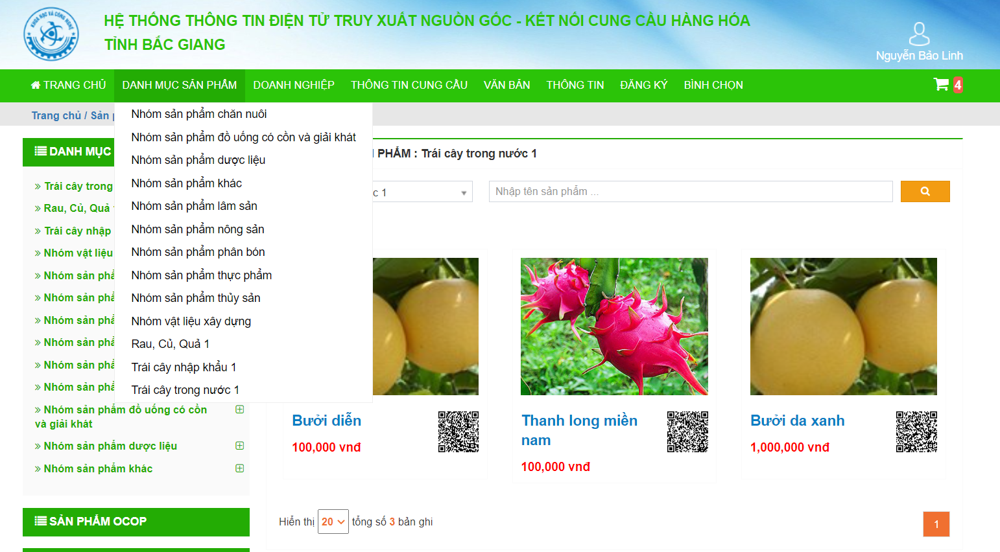 KHOA HỌC VÀ CÔNG NGHỆ
HỆ THỐNG THÔNG TIN ĐIỆN TỬ TRUY XUẤT NGUỒN GỐC - KẾT NỐI CUNG CẦU HÀNG HÓA
TỈNH BẮC GIANG
Nguyễn Bảo Linh
TRANG CHỦ DANH MỤC SẢN PHẨM DOANH NGHIỆP THÔNG TIN CUNG CẦU VĂN BẢN THÔNG TIN ĐĂNG KÝ BÌNH CHỌN 4
Trang chủ / Sản p
Nhóm sản phẩm chăn nuôi
Nhóm sản phẩm đồ uống có cồn và giải khát
Nhóm sản phẩm dược liệu
Nhóm sản phẩm khác
Nhóm sản phẩm lâm sản
Nhóm sản phẩm nông sản
Nhóm sản phẩm phân bón
Nhóm sản phẩm thực phẩm
Nhóm sản phẩm thủy sản
Nhóm vật liệu xây dựng
Rau, Củ, Quả 1
Trái cây nhập khẩu 1
Trái cây trong nước 1
DANH MỤC
» Trái cây trong
» Rau, Củ, Quả
» Trái cây nhập
» Nhóm vật liệu
» Nhóm sản phẩ
» Nhóm sản phẩ
» Nhóm sản phẩ
» Nhóm sản phẩ
» Nhóm sản phẩ
» Nhóm sản phẩ
» Nhóm sản phẩm đồ uống có cồn
và giải khát
» Nhóm sản phẩm dược liệu
» Nhóm sản phẩm khác
SẢN PHẨM OCOP
PHẨM : Trái cây trong nước 1
c 1
Nhập tên sản phẩm ...
Bưởi diễn
100,000 vnđ
Thanh long miền
nam
100,000 vnđ
Bưởi da xanh
1,000,000 vnđ
Hiển thị 20 tổng số 3 bản ghi
1